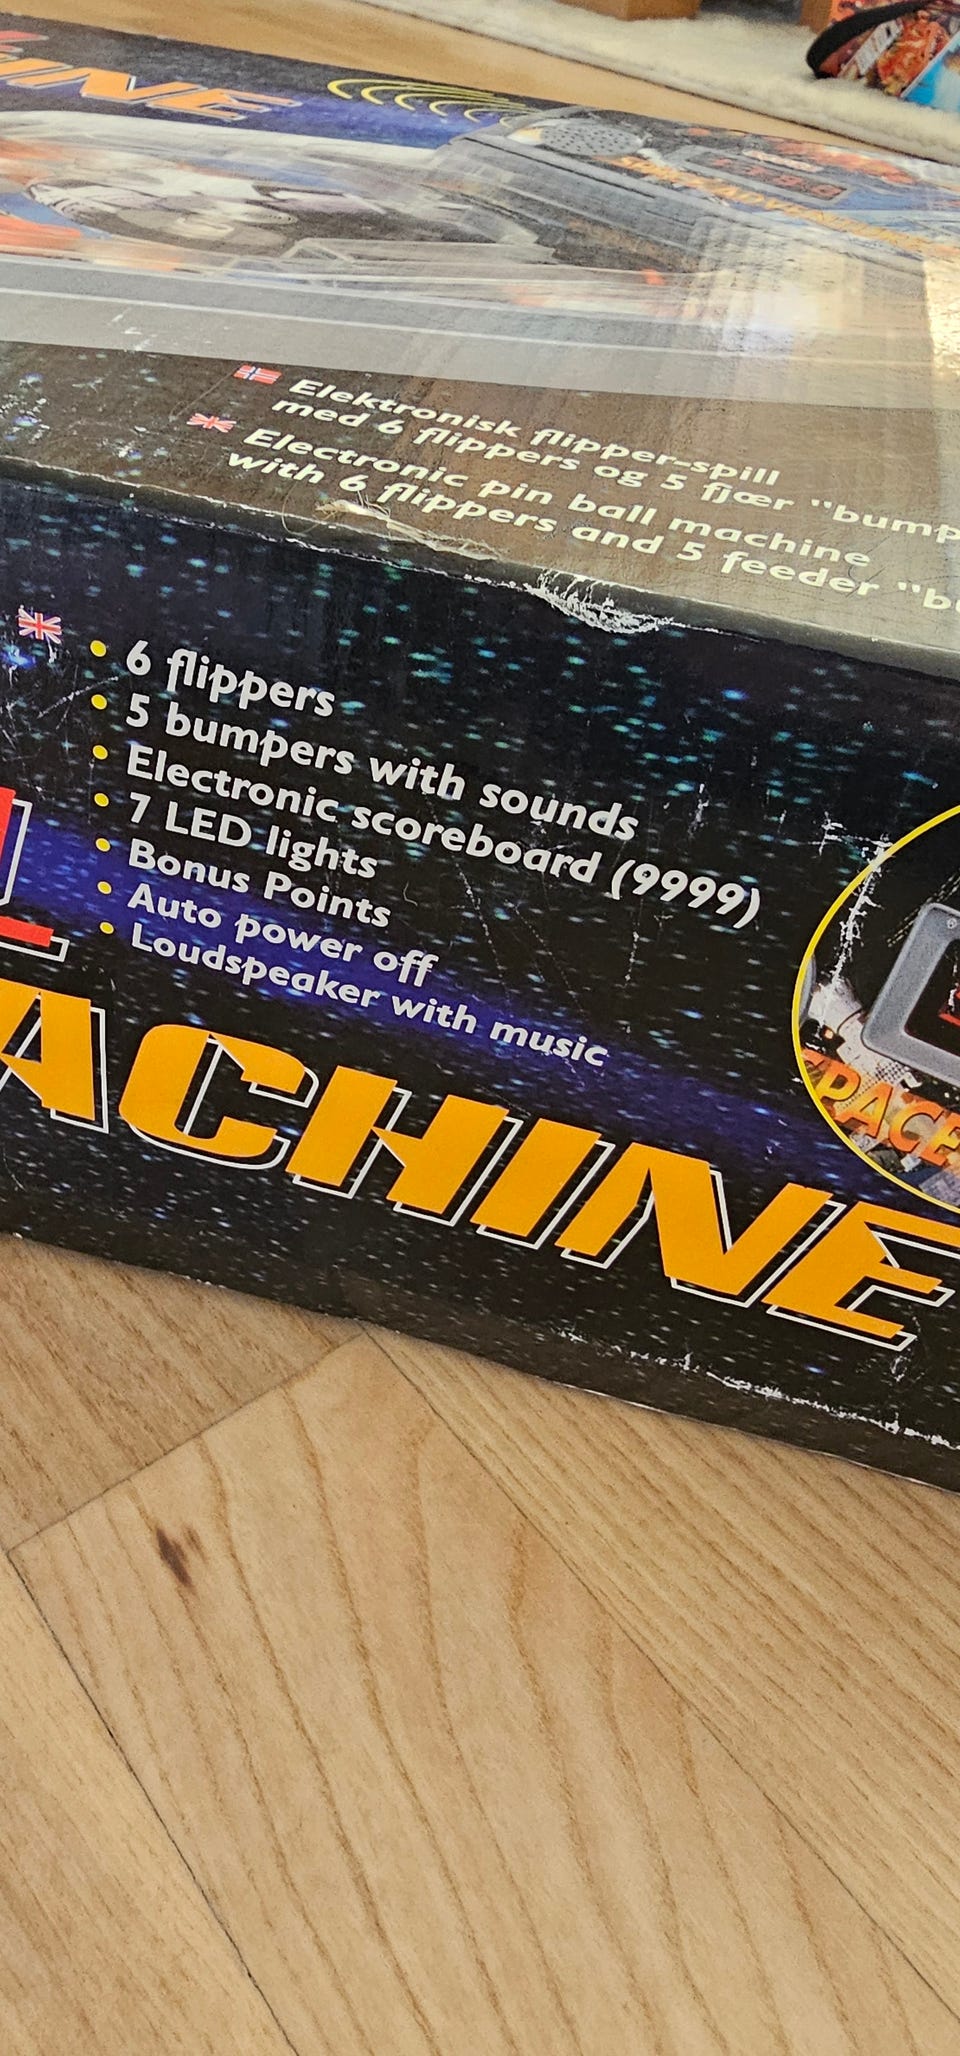 Elektronisk flipper-spill
med 6 flippers og 5 fjær
Electronic pin ball machine
with 6 flippers and 5 feeder
• 6 flippers
• 5 bumpers with sounds
• Electronic scoreboard (9999)
• 7 LED lights
• Bonus Points
• Auto power off
• Loudspeaker with music
ACHINE